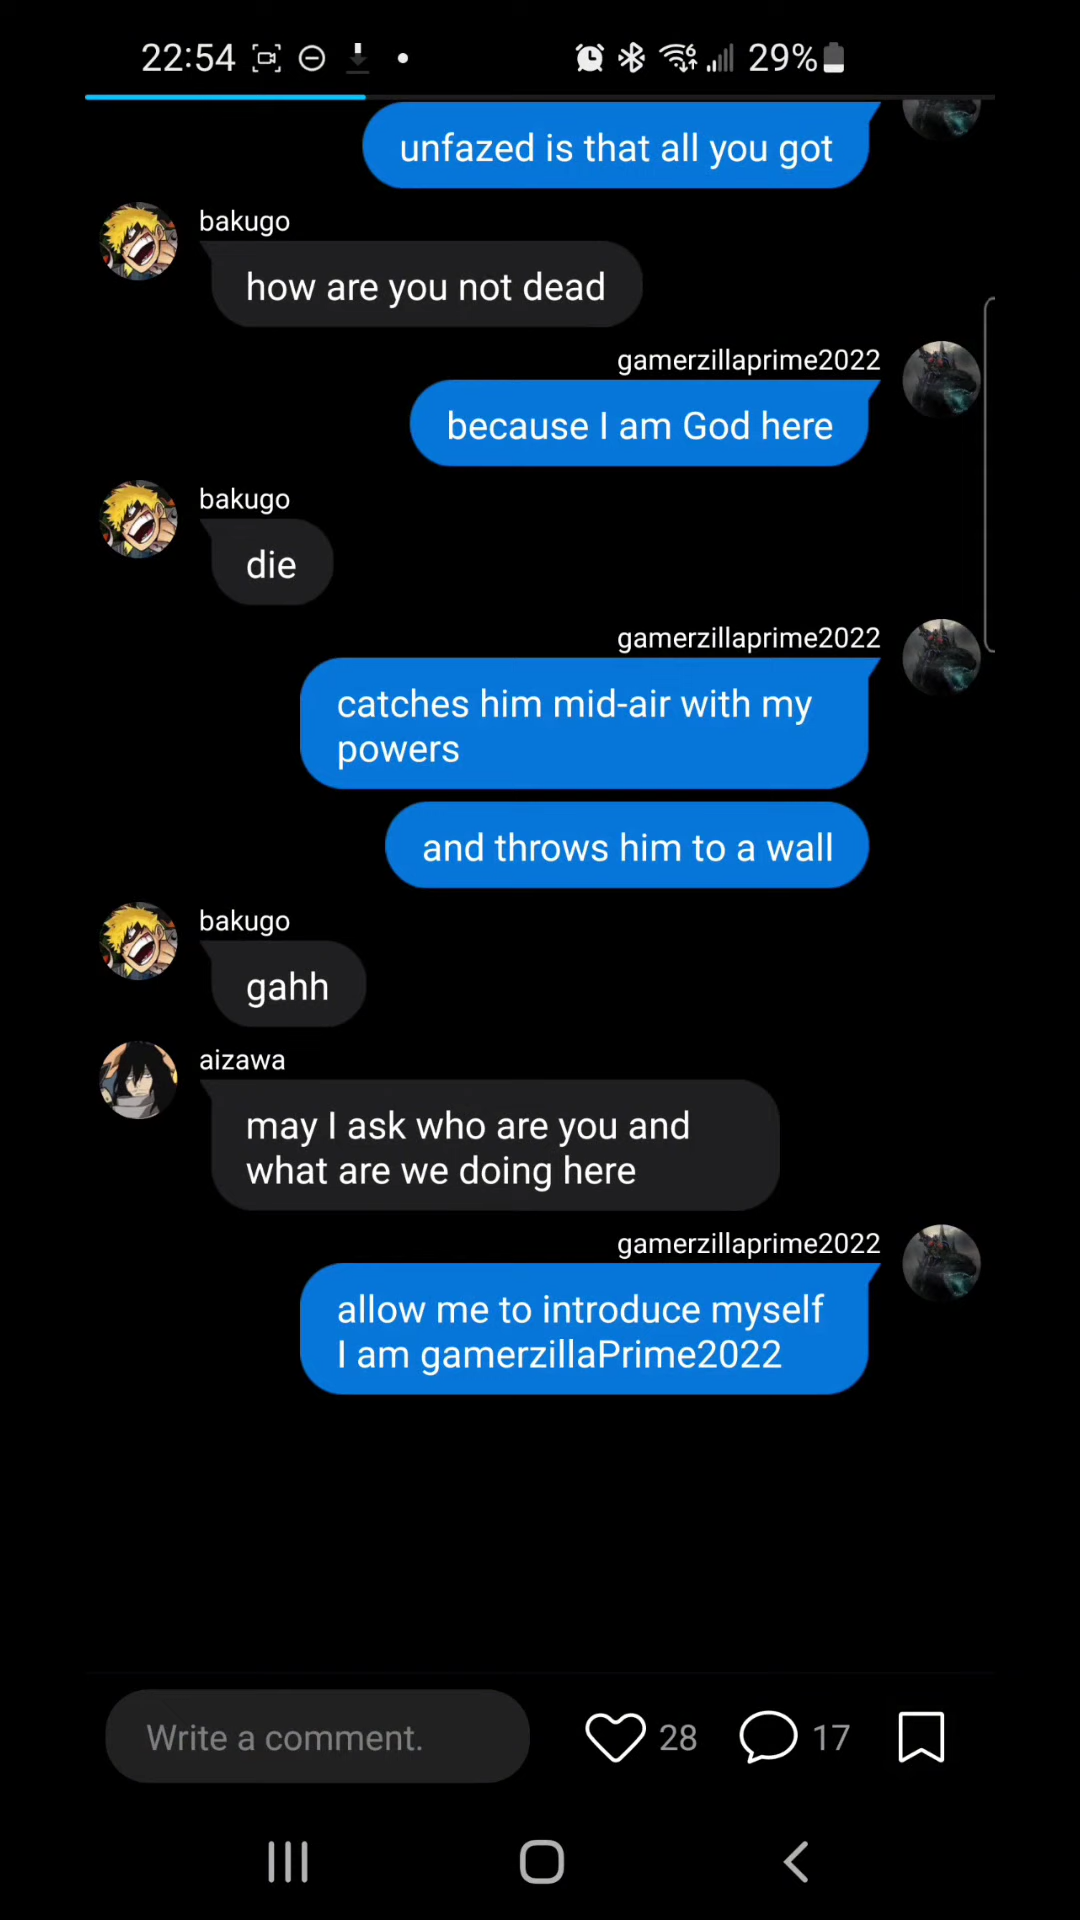 22:54 29%
unfazed is that all you got
bakugo
how are you not dead
gamerzillaprime2022
because I am God here
bakugo
die
gamerzillaprime2022
catches him mid-air with my
powers
and throws him to a wall
bakugo
gahh
aizawa
may I ask who are you and
what are we doing here
gamerzillaprime2022
allow me to introduce myself
I am gamerzillaPrime2022
Write a comment. 28 17